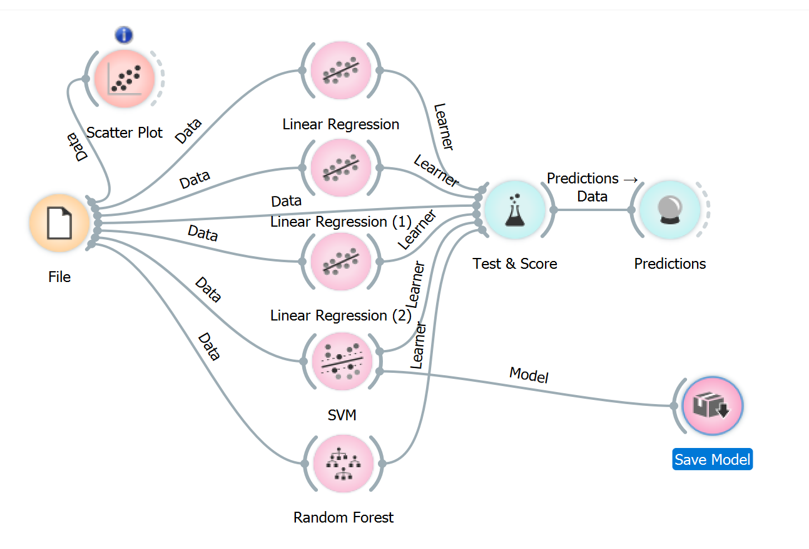 i
Scatter Plot
Data
File
Data
Data
Data
Data
Data
Data
Linear Regression
Linear Regression (1)
Linear Regression (2)
SVM
Random Forest
Learner
Learner
Learner
Learner
Learner
Model
Test & Score
Predictions →
Data
Predictions
Save Model